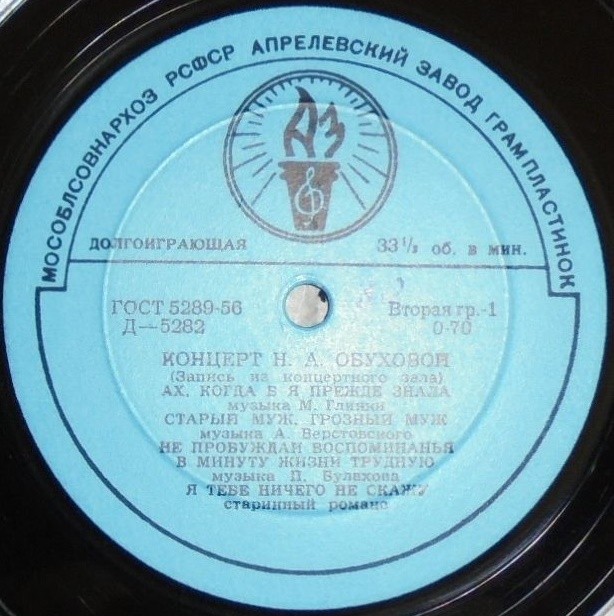 МОСОБЛСОВНАРХОЗ РСФСР АПРЕЛЕВСКИЙ ЗАВОД ГРАМПЛАСТИНОК
АЗ
ДОЛГОИГРАЮЩАЯ 33⅓ об. в мин.
ГОСТ 5289-56 Вторая гр.-1
Д—5282 0-70
КОНЦЕРТ Н. А. ОБУХОВОЙ
(Запись из концертного зала)
АХ, КОГДА Б Я ПРЕЖДЕ ЗНАЛА
музыка М. Глинки
СТАРЫЙ МУЖ, ГРОЗНЫЙ МУЖ
музыка А. Верстовского
НЕ ПРОБУЖДАЙ ВОСПОМИНАНЬЯ
В МИНУТУ ЖИЗНИ ТРУДНУЮ
музыка П. Булахова
Я ТЕБЕ НИЧЕГО НЕ СКАЖУ
старинный романс